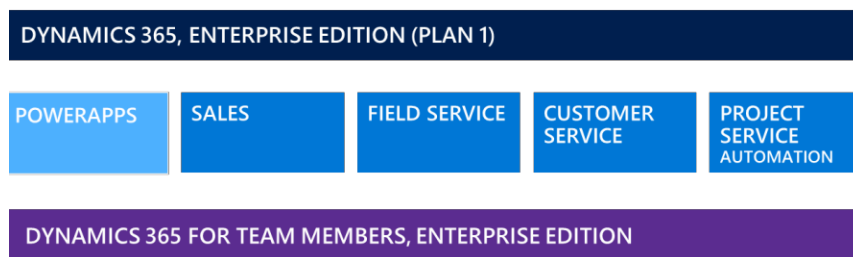 DYNAMICS 365, ENTERPRISE EDITION (PLAN 1)
POWERAPPS
SALES
FIELD SERVICE
CUSTOMER
SERVICE
PROJECT
SERVICE
AUTOMATION
DYNAMICS 365 FOR TEAM MEMBERS, ENTERPRISE EDITION